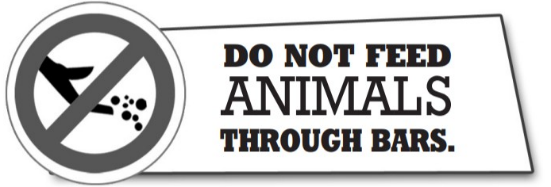 DO NOT FEED
ANIMALS
THROUGH BARS.